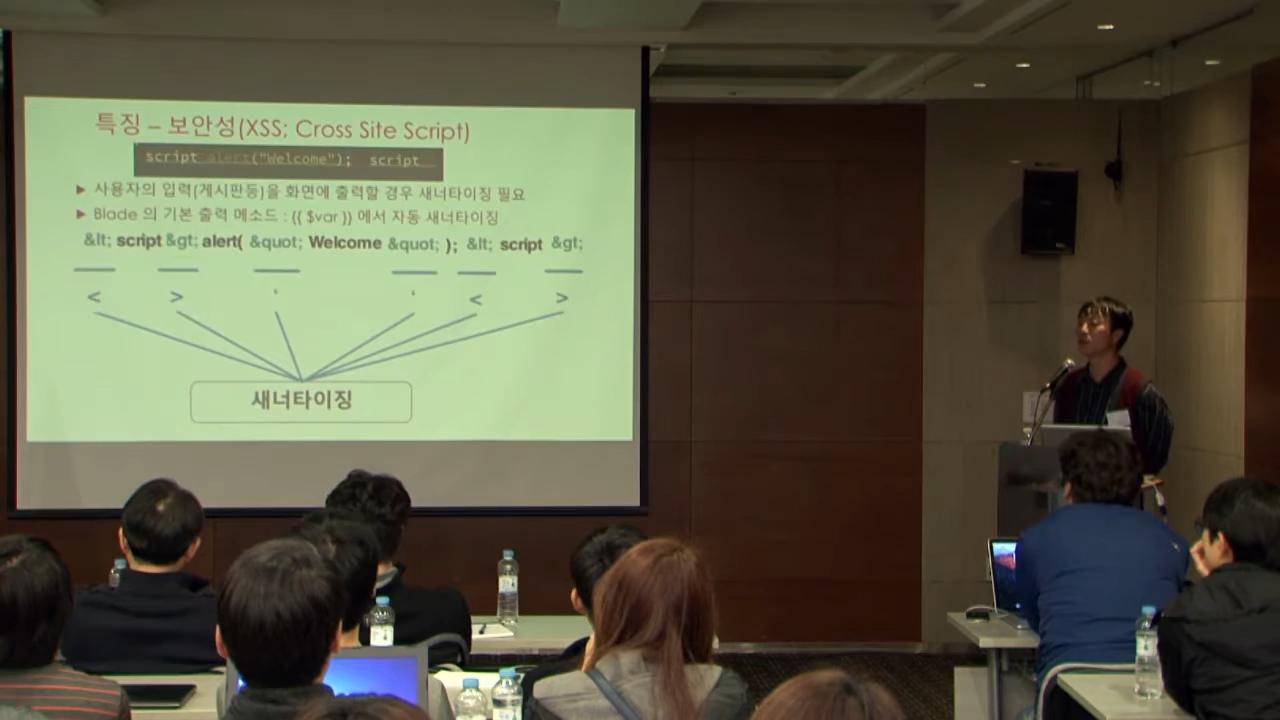 특징 – 보안성(XSS: Cross Site Script)
script alert("Welcome"); script
▶ 사용자의 입력(게시판등)을 화면에 출력할 경우 새너타이징 필요
▶ Blade 의 기본 출력 메소드 : {{ $var }} 에서 자동 새너타이징
&lt; script &gt; alert( &quot; Welcome &quot; ); &lt; script &gt;
< > ' ' < >
새너타이징